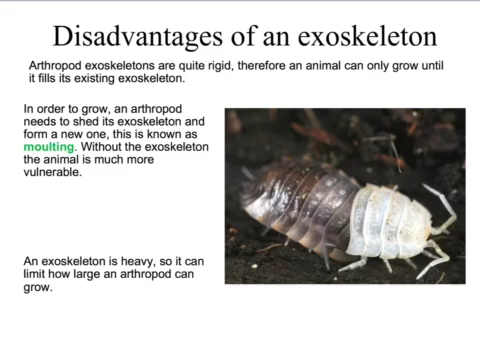 Disadvantages of an exoskeleton
Arthropod exoskeletons are quite rigid, therefore an animal can only grow until
it fills its existing exoskeleton.
In order to grow, an arthropod
needs to shed its exoskeleton and
form a new one, this is known as
moulting. Without the exoskeleton
the animal is much more
vulnerable.
An exoskeleton is heavy, so it can
limit how large an arthropod can
grow.